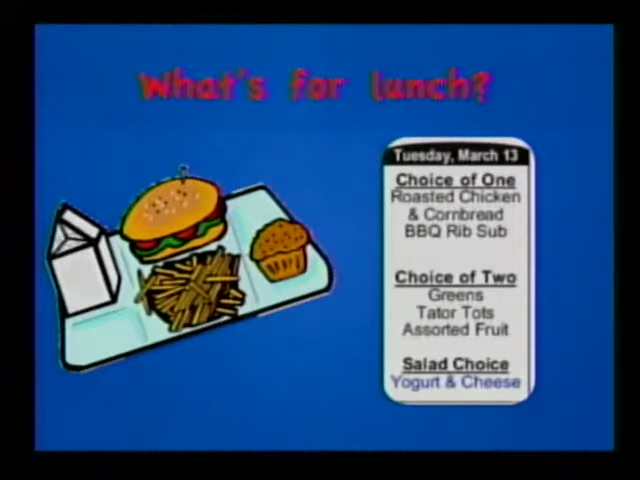 What's for lunch?
Tuesday, March 13
Choice of One
Roasted Chicken
& Cornbread
BBQ Rib Sub
Choice of Two
Greens
Tator Tots
Assorted Fruit
Salad Choice
Yogurt & Cheese